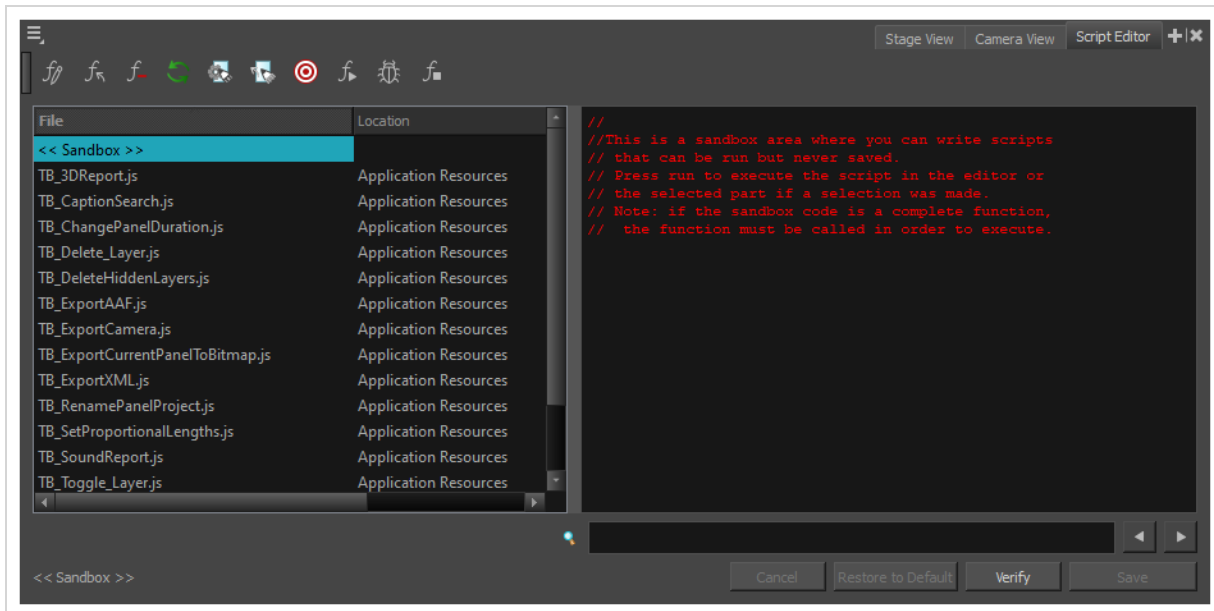 Stage View Camera View Script Editor
File Location
<< Sandbox >>
TB_3DReport.js Application Resources
TB_CaptionSearch.js Application Resources
TB_ChangePanelDuration.js Application Resources
TB_Delete_Layer.js Application Resources
TB_DeleteHiddenLayers.js Application Resources
TB_ExportAAF.js Application Resources
TB_ExportCamera.js Application Resources
TB_ExportCurrentPanelToBitmap.js Application Resources
TB_ExportXML.js Application Resources
TB_RenamePanelProject.js Application Resources
TB_SetProportionalLengths.js Application Resources
TB_SoundReport.js Application Resources
TB_Toggle_Layer.js Application Resources
//
//This is a sandbox area where you can write scripts
// that can be run but never saved.
// Press run to execute the script in the editor or
// the selected part if a selection was made.
// Note: if the sandbox code is a complete function,
//  the function must be called in order to execute.
<< Sandbox >> Cancel Restore to Default Verify Save